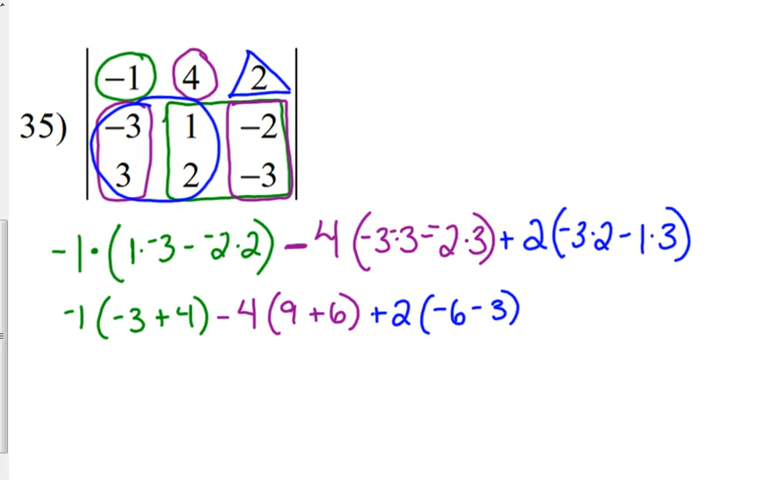 −1 4 2
35) −3 1 −2
3 2 −3
-1·(1·-3 - -2·2) - 4(-3·-3 - -2·3) + 2(-3·2 - 1·3)
-1(-3+4) - 4(9+6) + 2(-6-3)